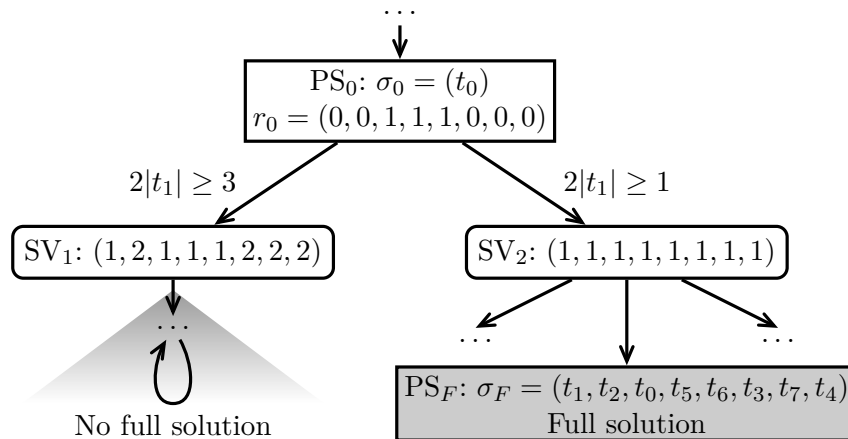 ...
PS₀: σ₀ = (t₀)
r₀ = (0, 0, 1, 1, 1, 0, 0, 0)
2|t₁| ≥ 3
2|t₁| ≥ 1
SV₁: (1, 2, 1, 1, 1, 2, 2, 2)
SV₂: (1, 1, 1, 1, 1, 1, 1, 1)
...
...
...
PS_F: σ_F = (t₁, t₂, t₀, t₅, t₆, t₃, t₇, t₄)
No full solution
Full solution